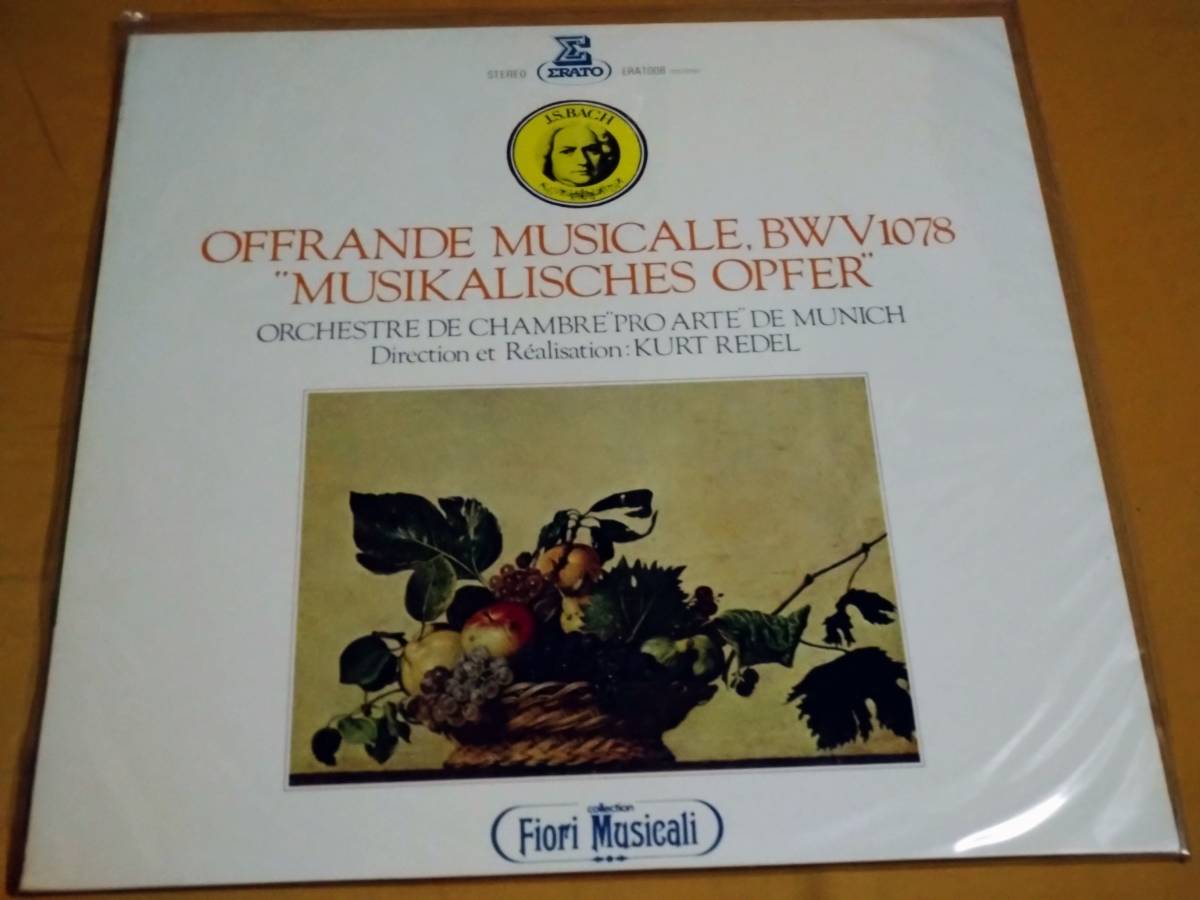 Σ
STEREO ERATO ERAT008
J.S.BACH
OFFRANDE MUSICALE, BWV1078
"MUSIKALISCHES OPFER"
ORCHESTRE DE CHAMBRE "PRO ARTE" DE MUNICH
Direction et Réalisation: KURT REDEL
collection
Fiori Musicali